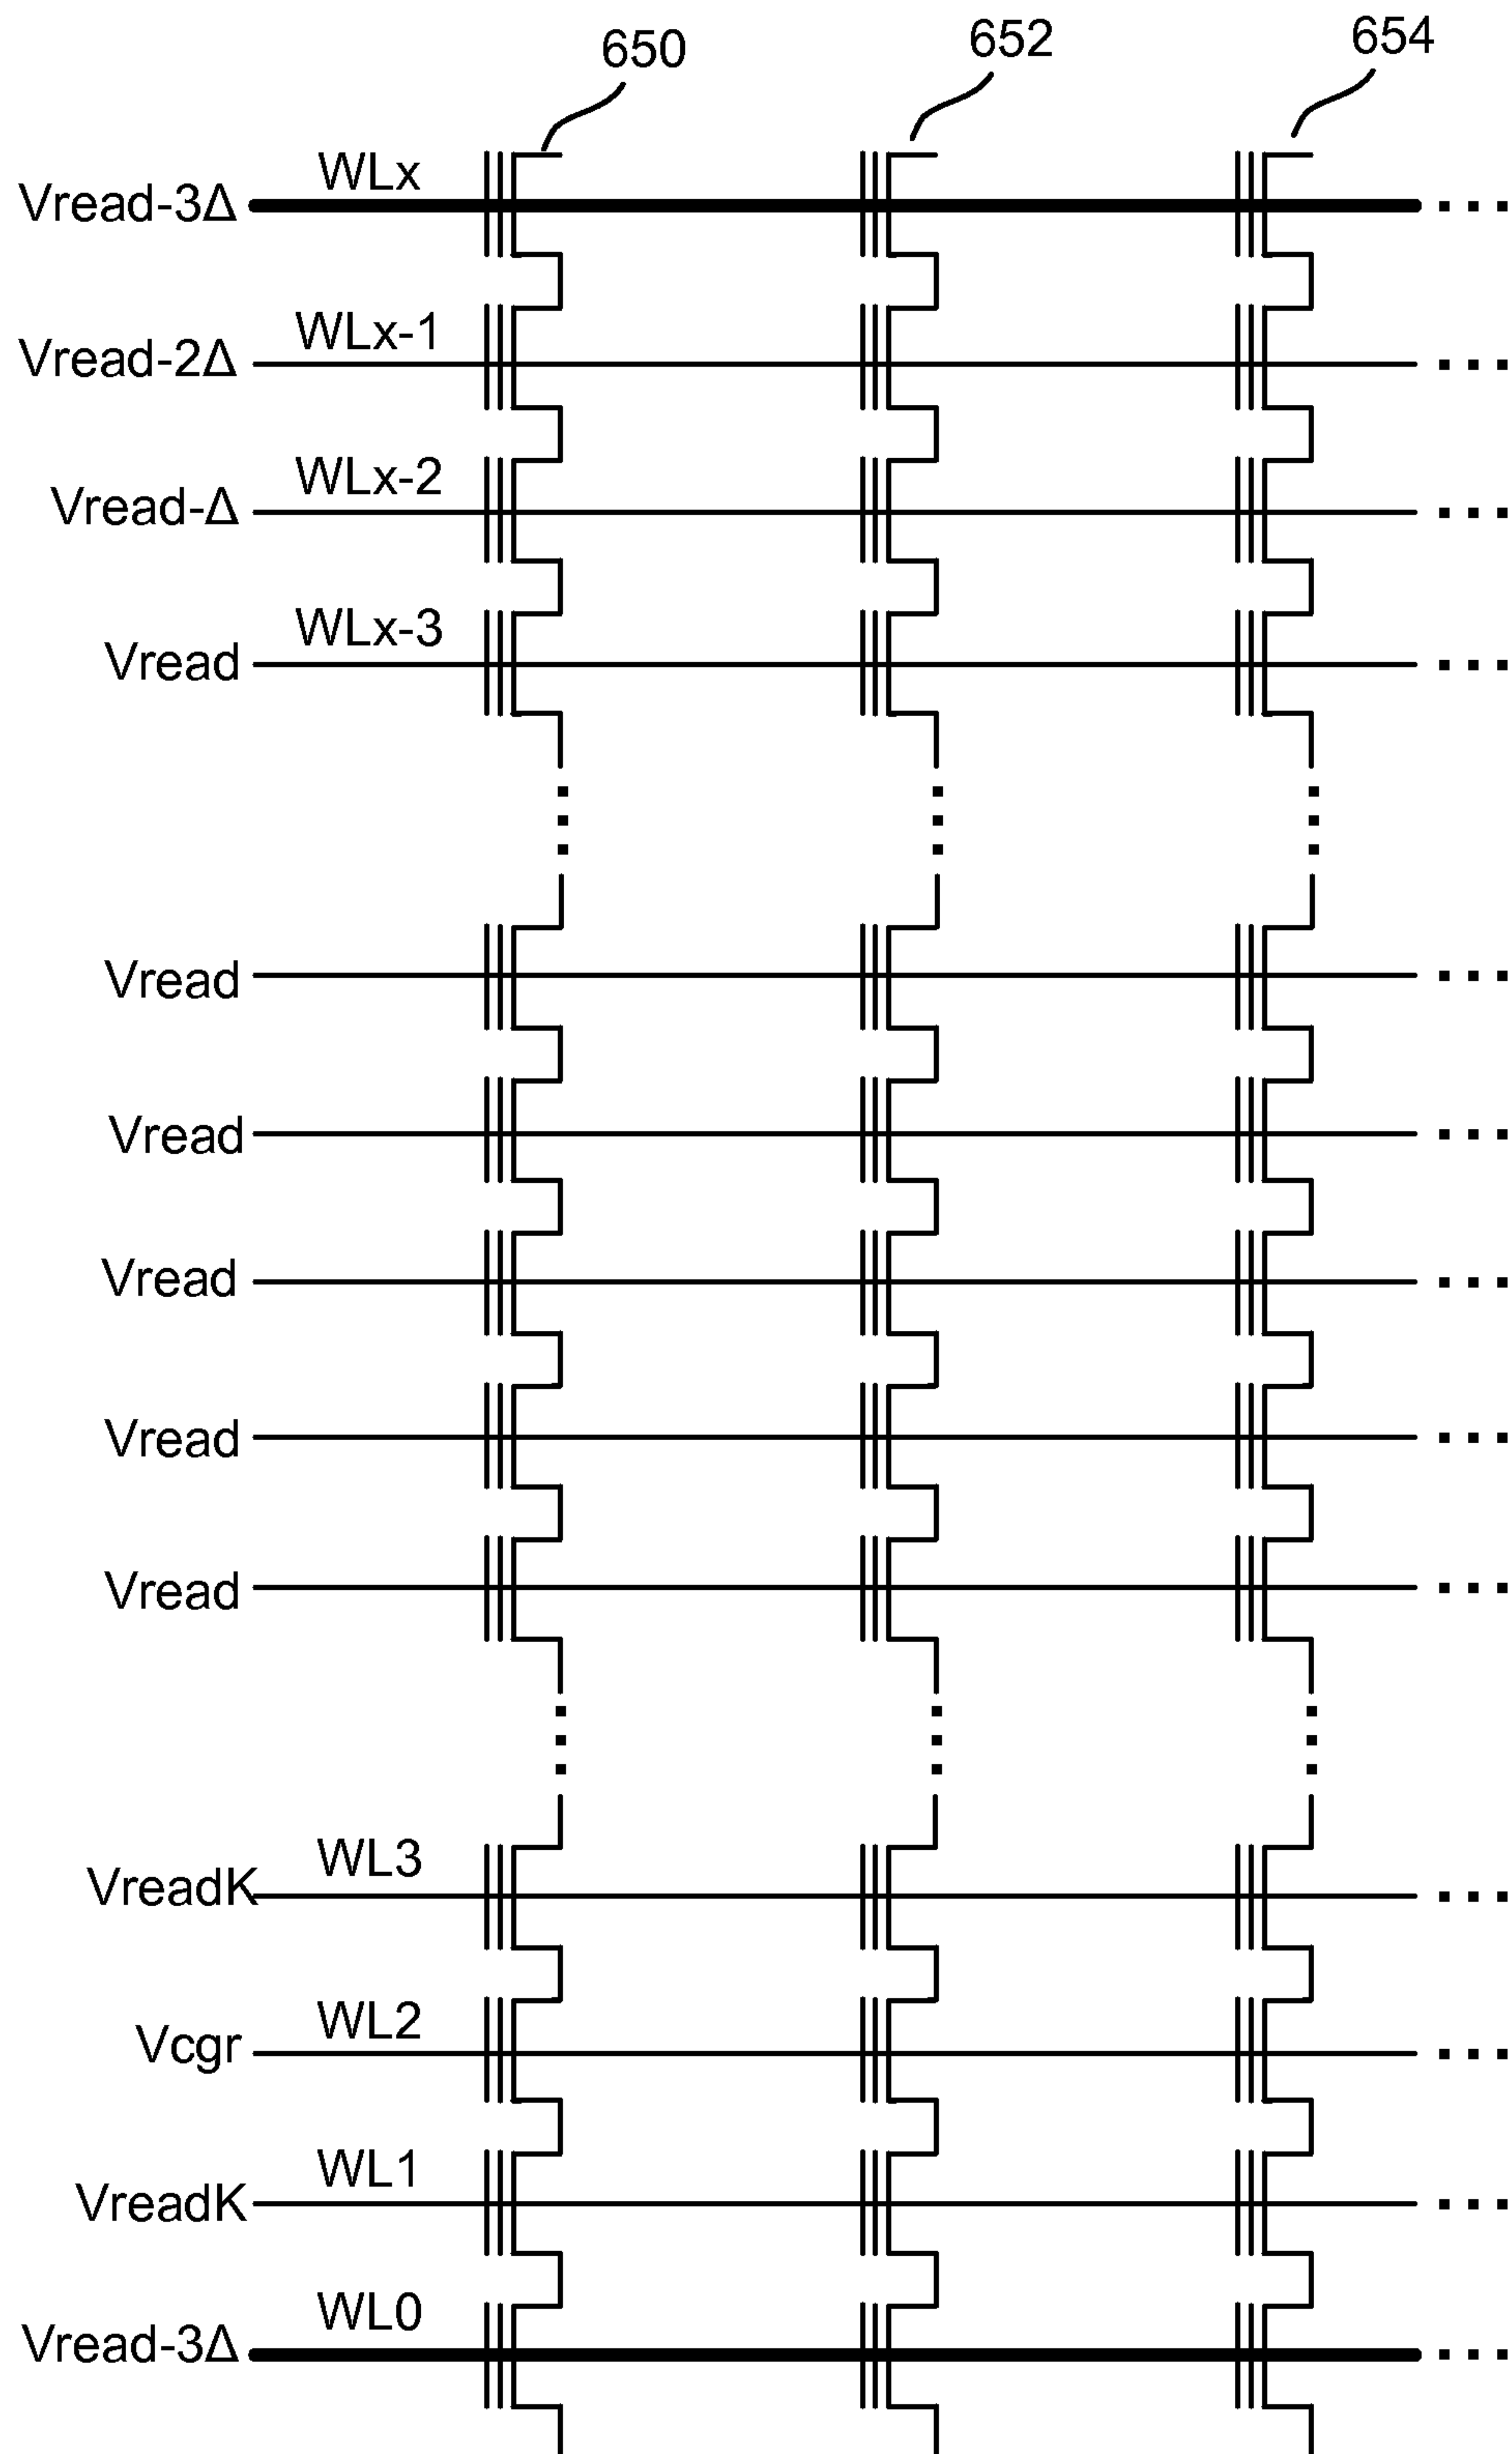 650 652 654
WLx
Vread-3Δ
WLx-1
Vread-2Δ
WLx-2
Vread-Δ
WLx-3
Vread
Vread
Vread
Vread
Vread
Vread
WL3
VreadK
WL2
Vcgr
WL1
VreadK
WL0
Vread-3Δ